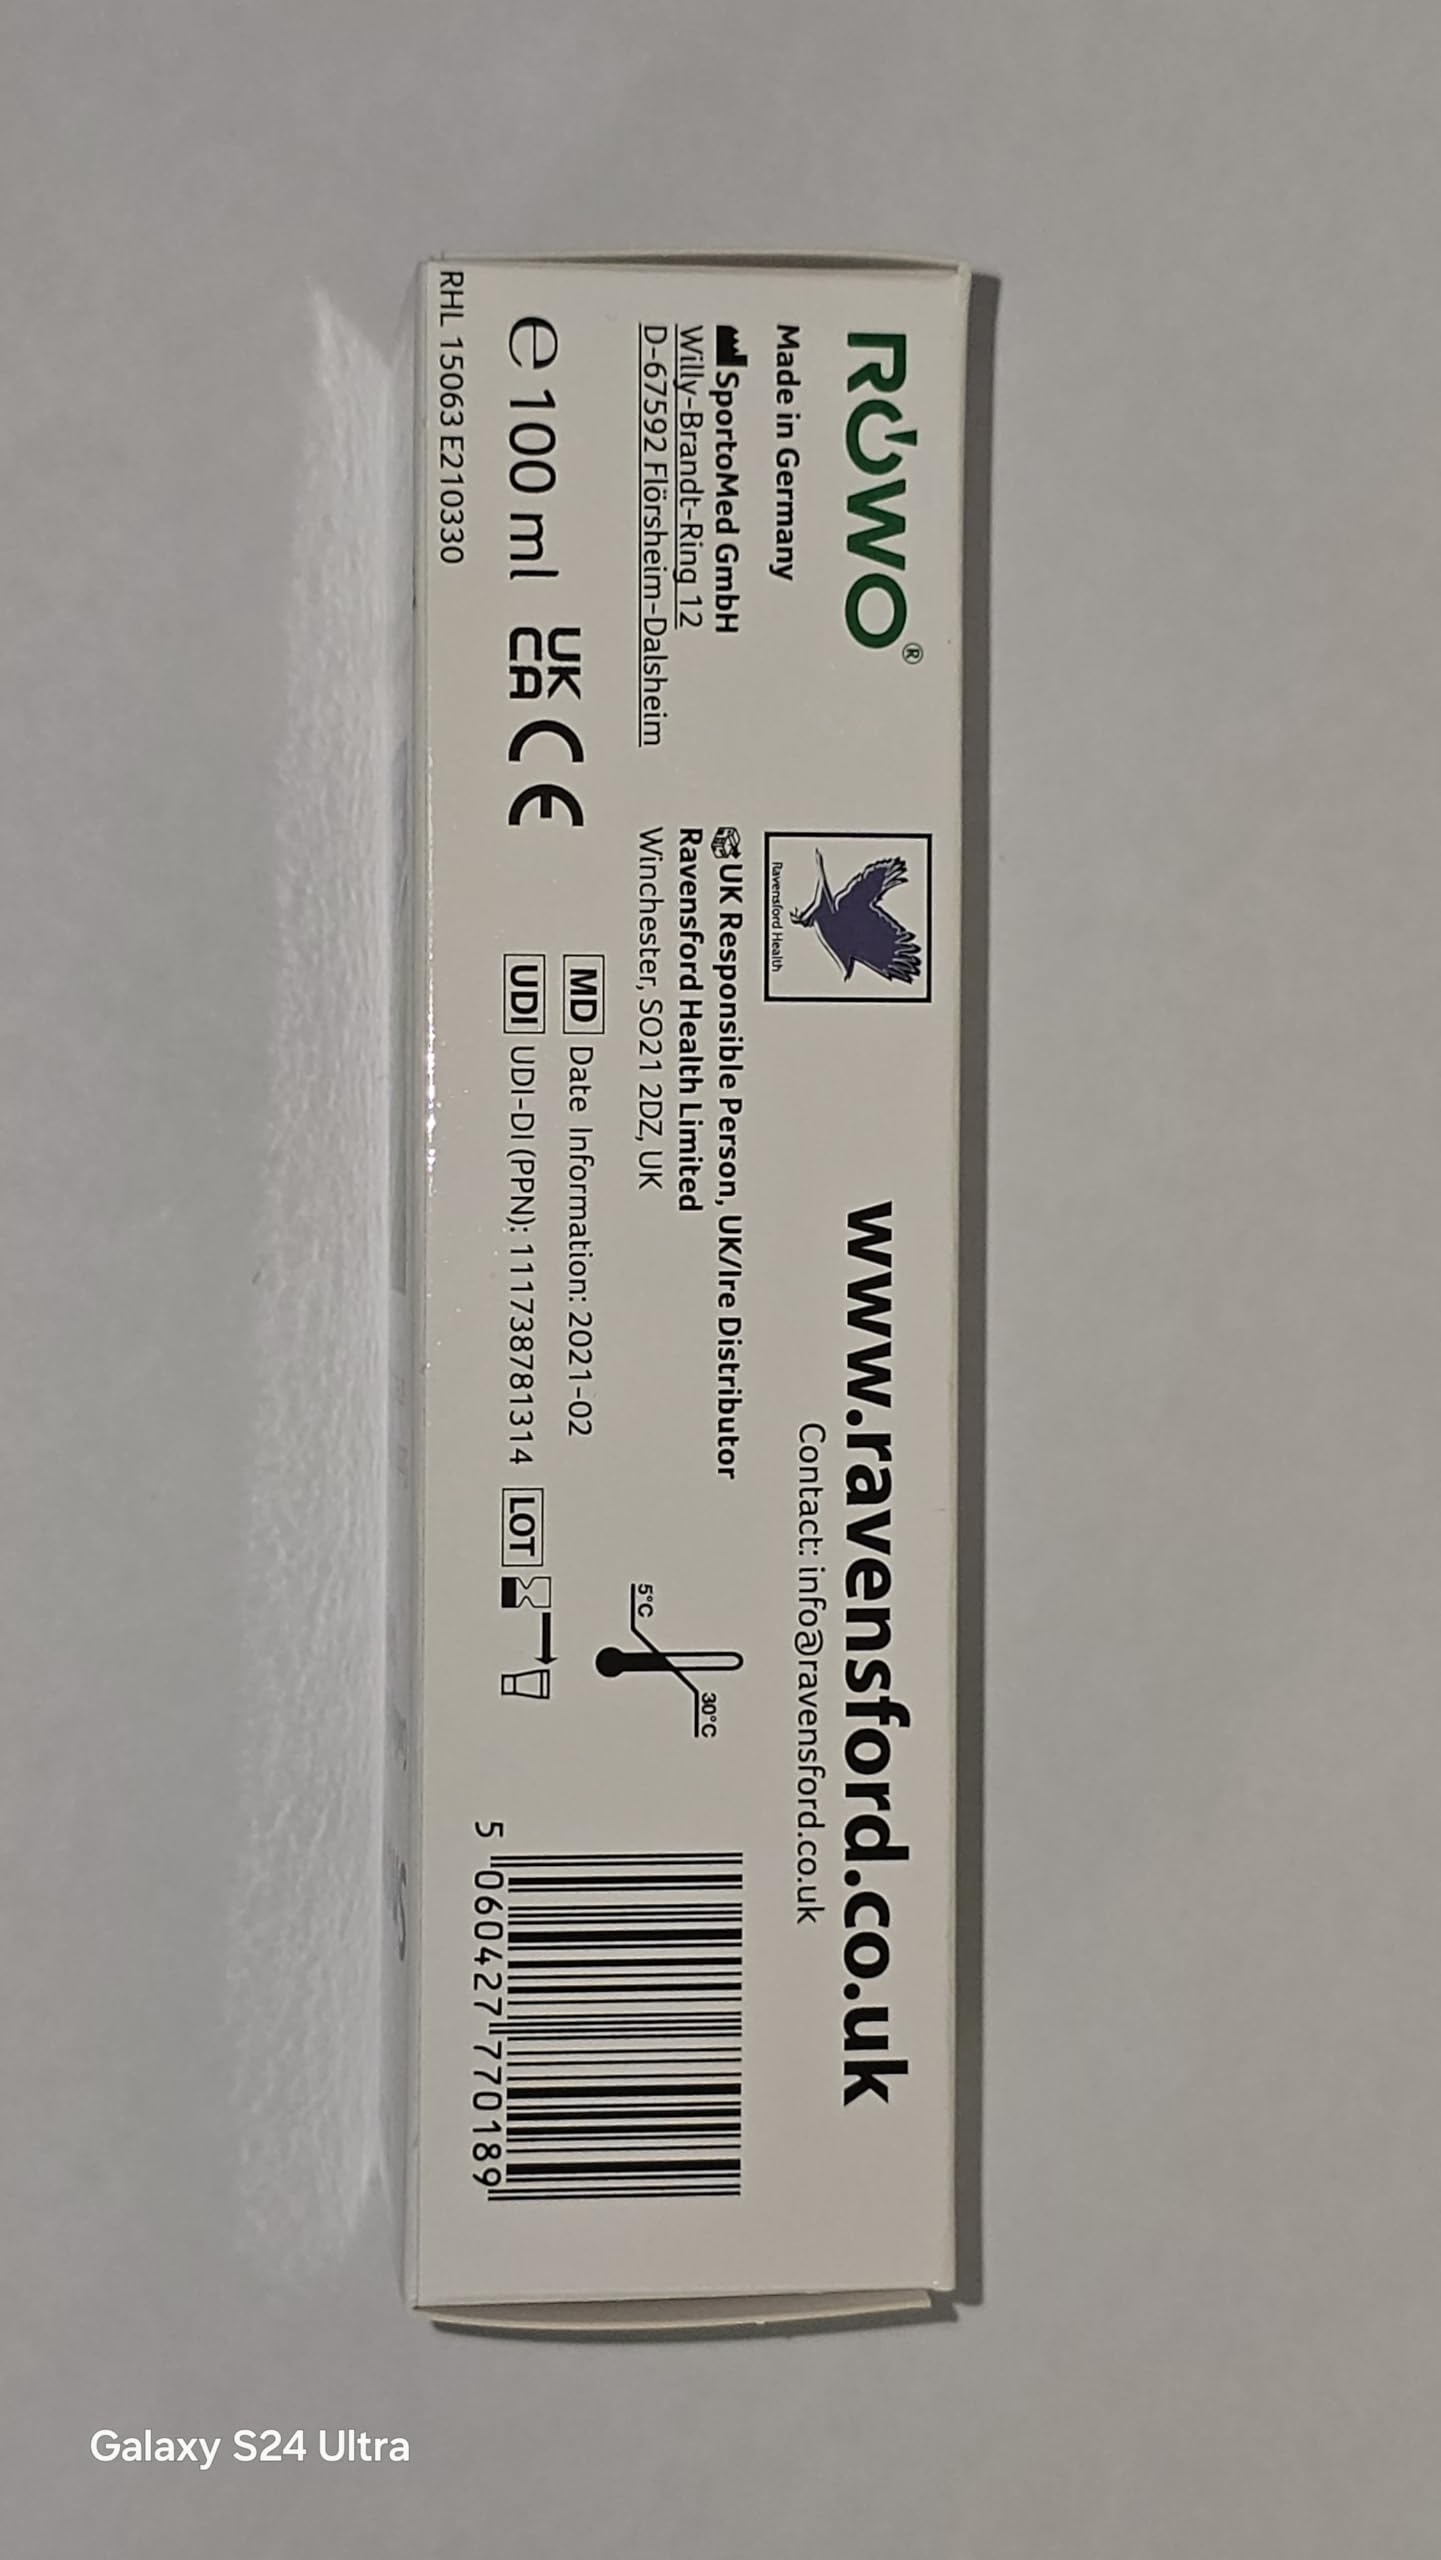 RÖWO®
www.ravensford.co.uk
Ravensford Health
Contact: info@ravensford.co.uk
Made in Germany
SportoMed GmbH
Willy-Brandt-Ring 12
D-67592 Flörsheim-Dalsheim
UK Responsible Person, UK/Ire Distributor
Ravensford Health Limited
Winchester, SO21 2DZ, UK
5°C
30°C
e 100 ml
UK
CA
CE
MD Date Information: 2021-02
UDI UDI-DI (PPN): 111738781314 LOT
5 060427 770189
RHL 15063 E210330
Galaxy S24 Ultra